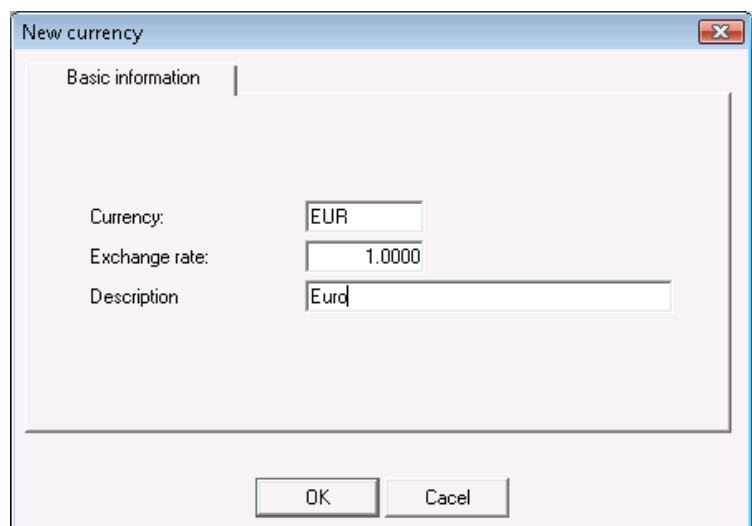 New currency
Basic information
Currency: EUR
Exchange rate: 1.0000
Description Euro
OK Cacel